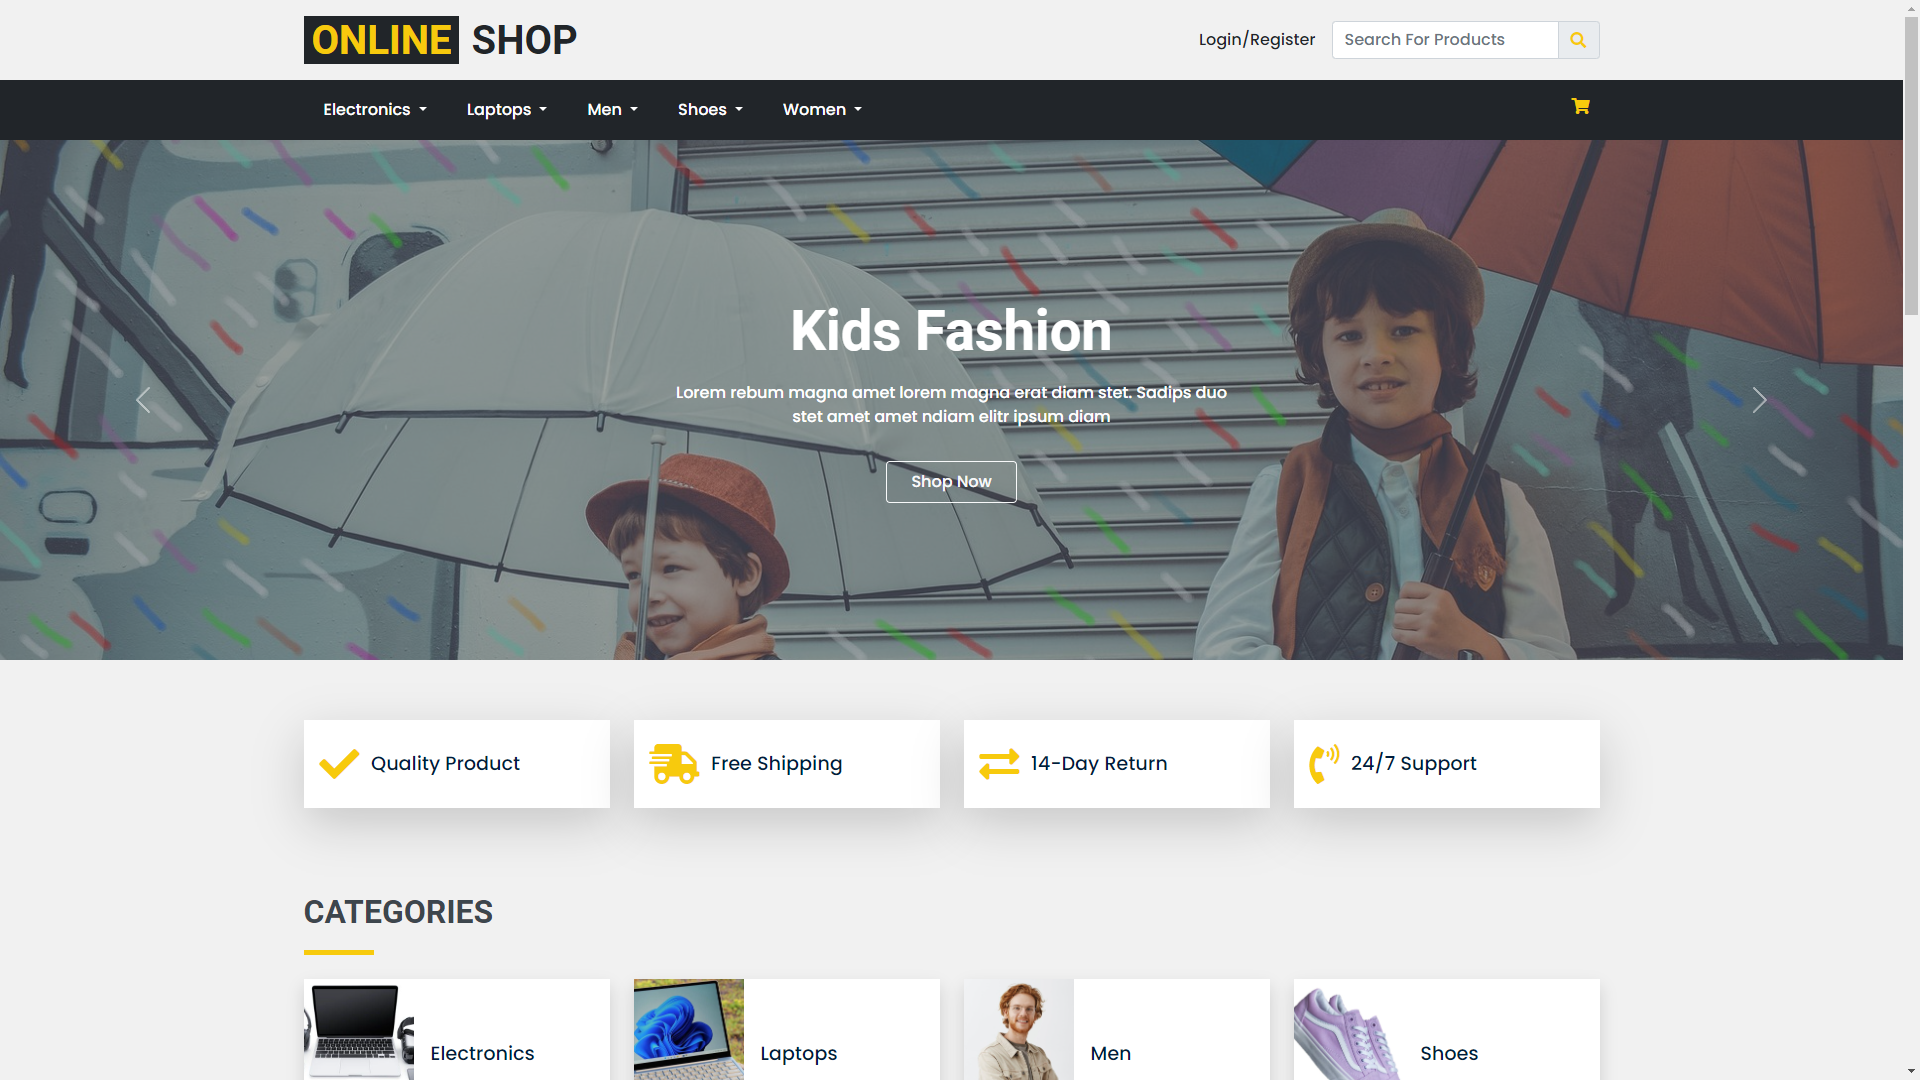 ONLINE SHOP
Login/Register
Search For Products
Electronics
Laptops
Men
Shoes
Women
Kids Fashion
Lorem rebum magna amet lorem magna erat diam stet. Sadips duo
stet amet amet ndiam elitr ipsum diam
Shop Now
Quality Product
Free Shipping
14-Day Return
24/7 Support
CATEGORIES
Electronics
Laptops
Men
Shoes